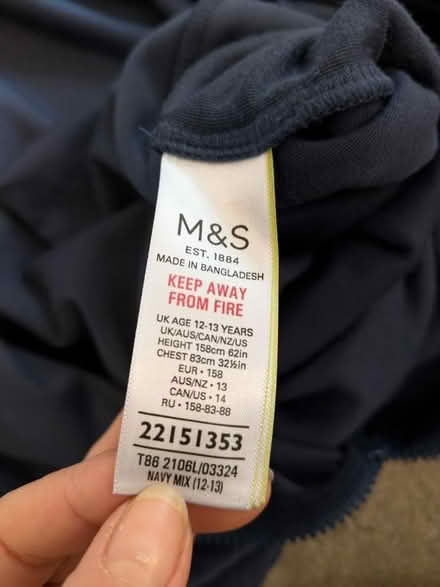 M&S
EST. 1884
MADE IN BANGLADESH
KEEP AWAY
FROM FIRE
UK AGE 12-13 YEARS
UK/AUS/CAN/NZ/US
HEIGHT 158cm 62in
CHEST 83cm 32½in
EUR • 158
AUS/NZ • 13
CAN/US • 14
RU • 158-83-88
22151353
T86 2106L/03324
NAVY MIX (12-13)